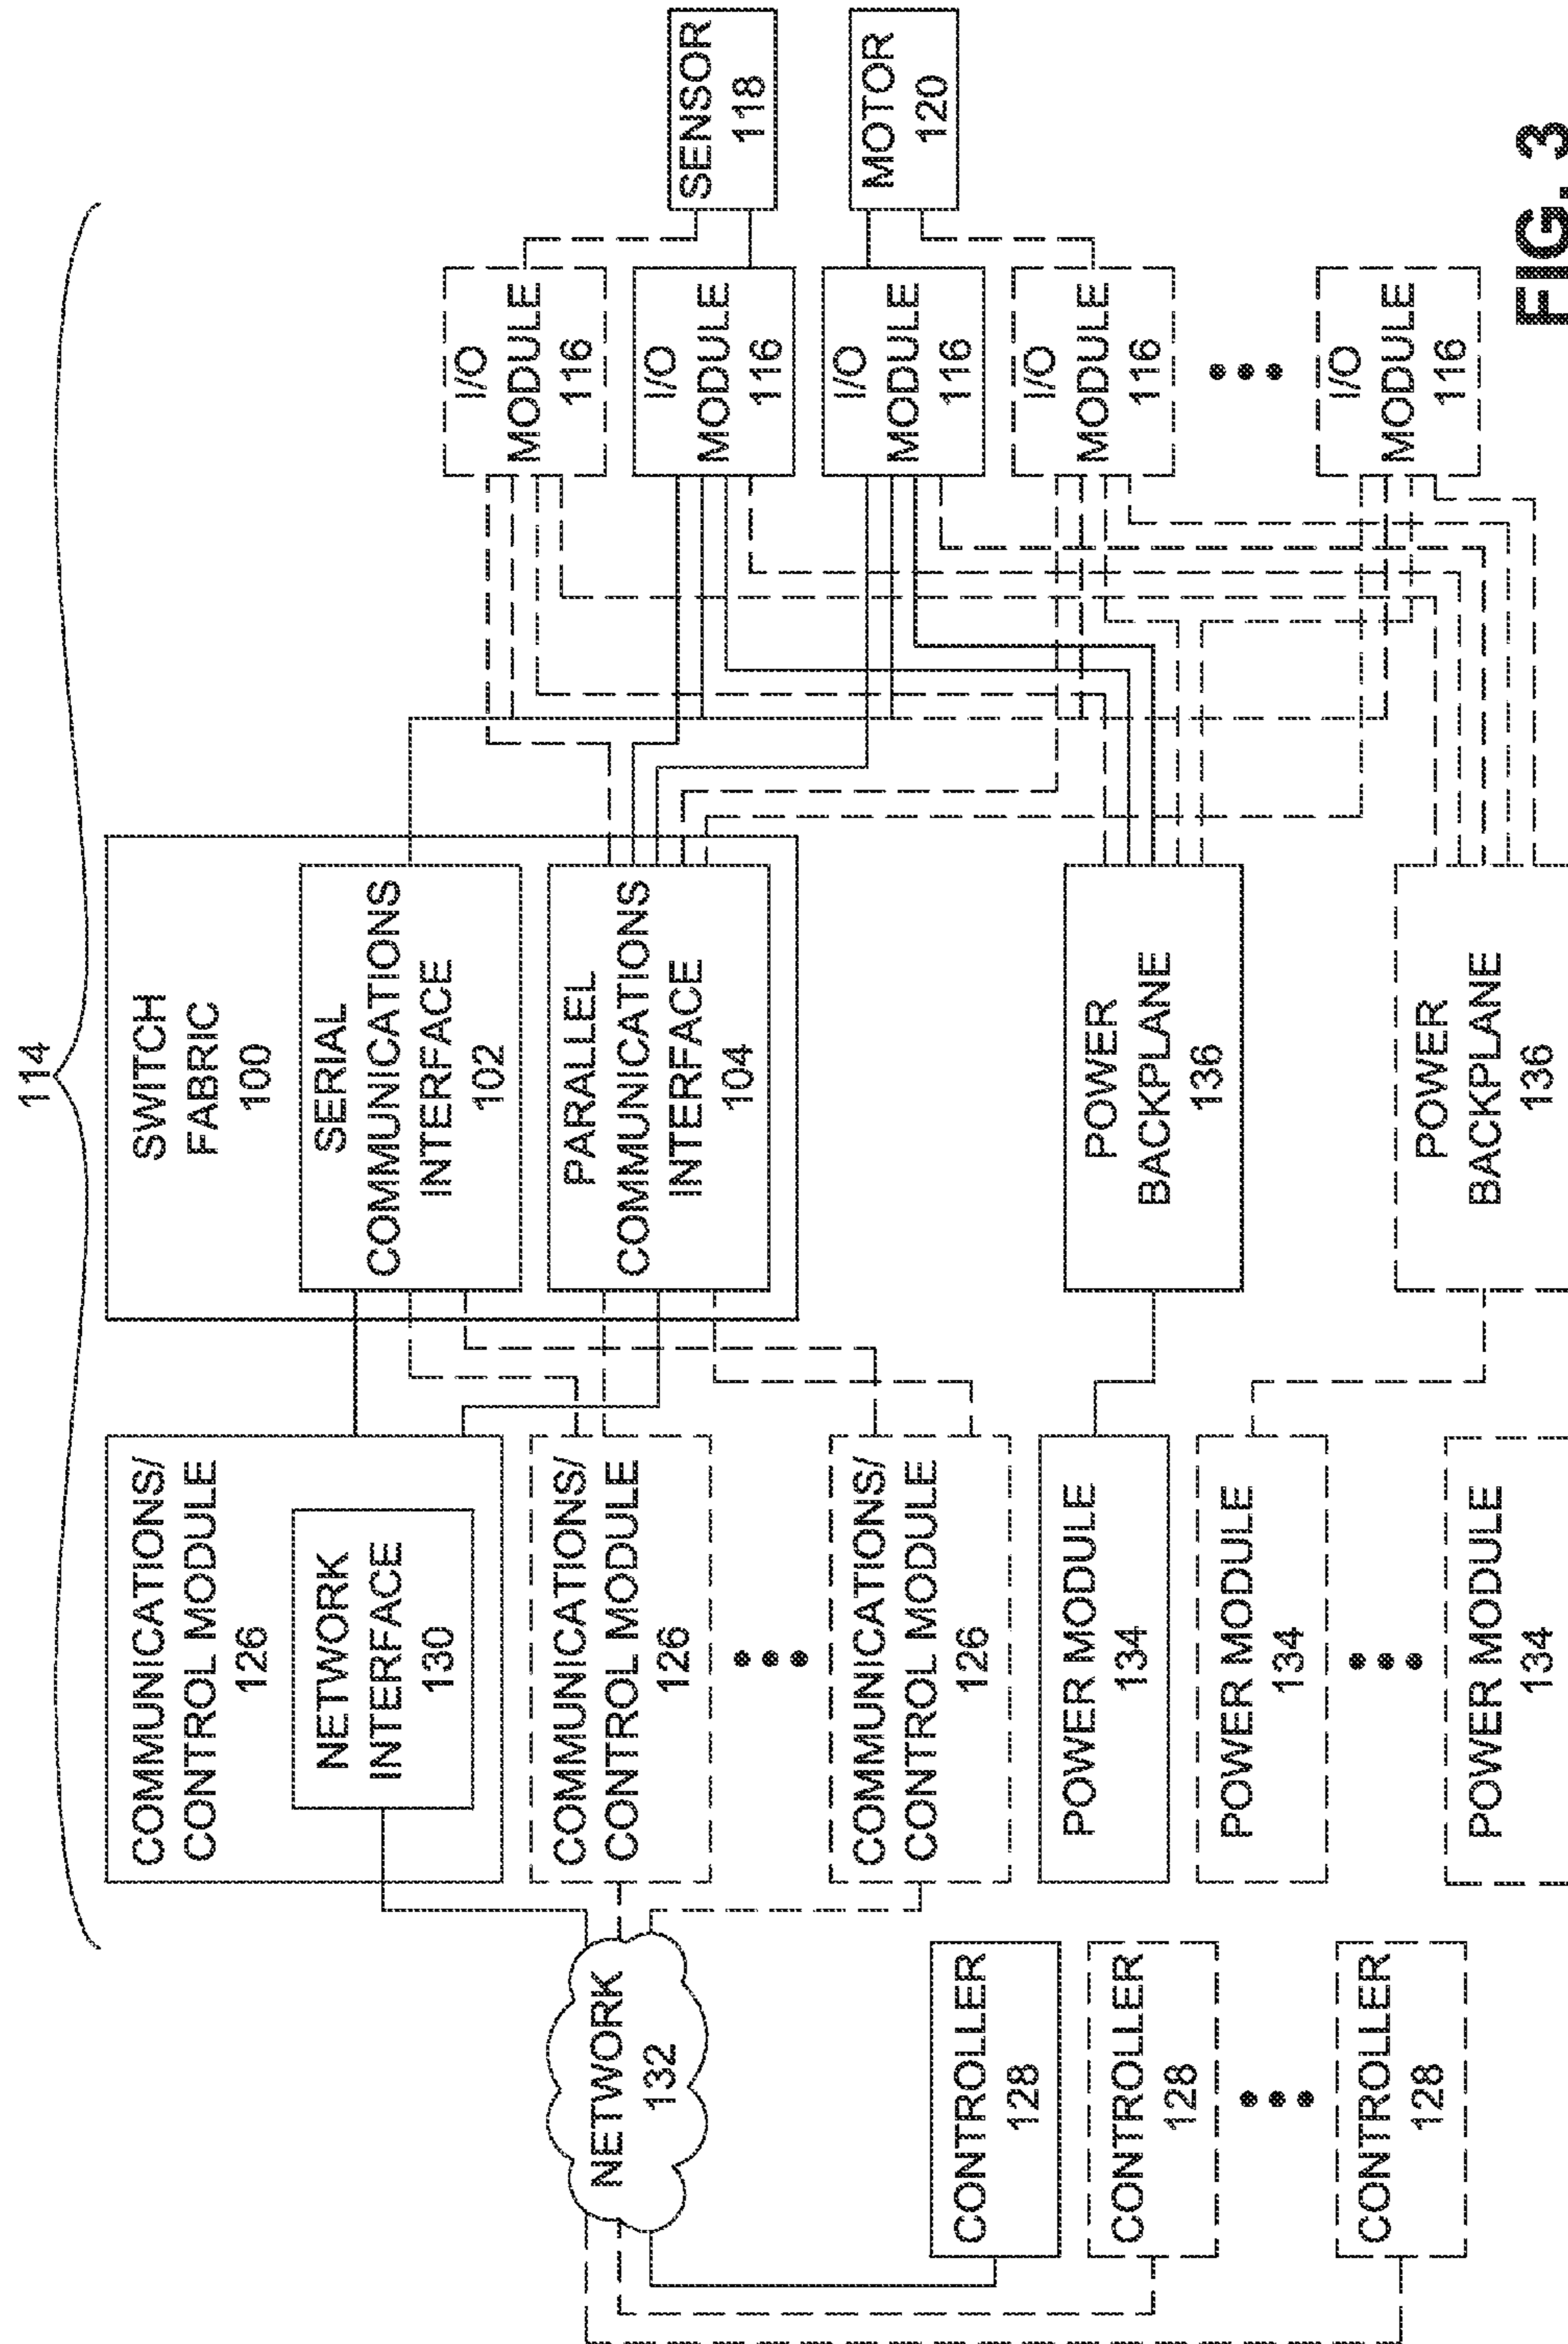 114
COMMUNICATIONS/
CONTROL MODULE
126
NETWORK
INTERFACE
130
COMMUNICATIONS/
CONTROL MODULE
126
COMMUNICATIONS/
CONTROL MODULE
126
POWER MODULE
134
POWER MODULE
134
POWER MODULE
134
NETWORK
132
CONTROLLER
128
CONTROLLER
128
CONTROLLER
128
SWITCH
FABRIC
100
SERIAL
COMMUNICATIONS
INTERFACE
102
PARALLEL
COMMUNICATIONS
INTERFACE
104
POWER
BACKPLANE
136
POWER
BACKPLANE
136
I/O
MODULE
116
I/O
MODULE
116
I/O
MODULE
116
I/O
MODULE
116
I/O
MODULE
116
SENSOR
118
MOTOR
120
FIG. 3